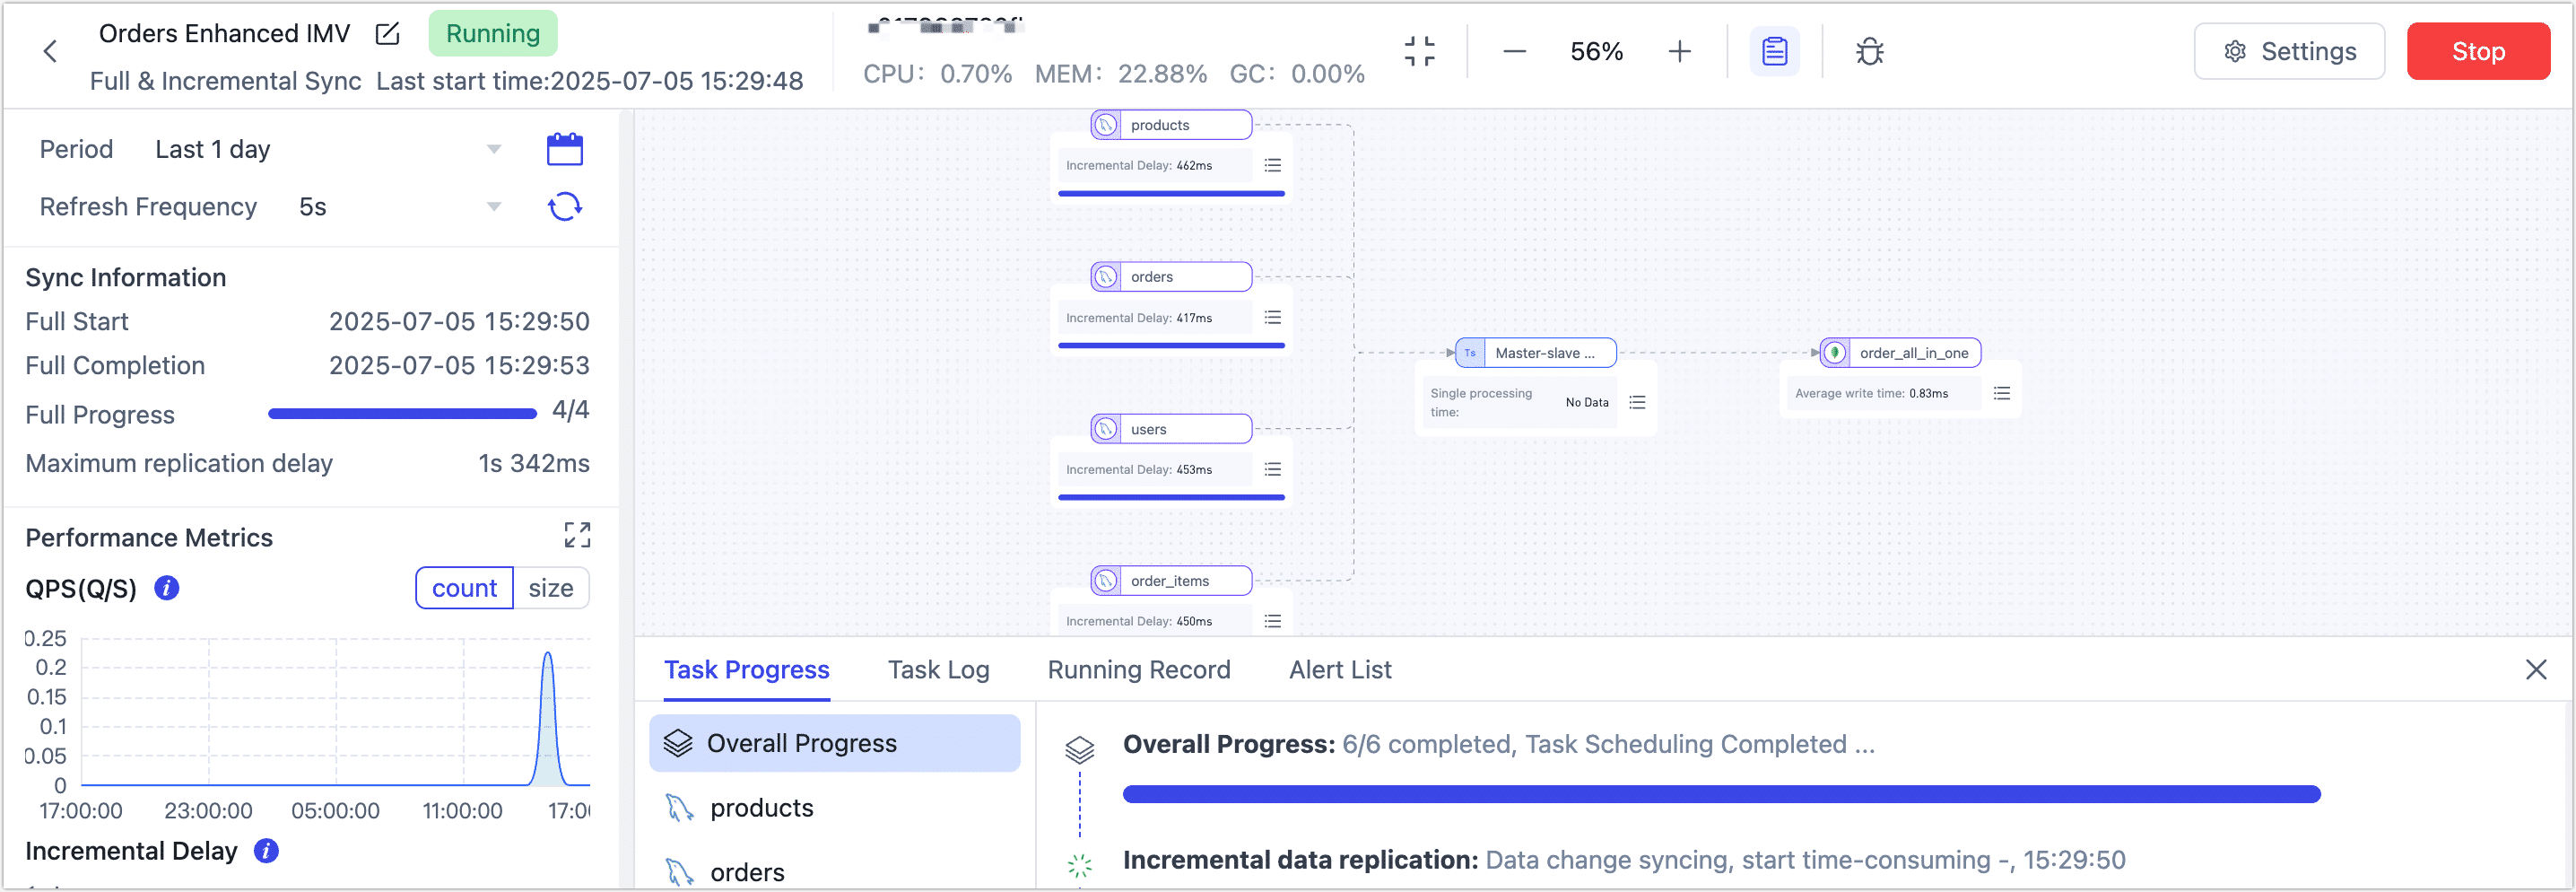 Orders Enhanced IMV
Running
Full & Incremental Sync
Last start time:2025-07-05 15:29:48
CPU: 0.70% MEM: 22.88% GC: 0.00%
56%
Settings
Stop
Period Last 1 day
Refresh Frequency 5s
Sync Information
Full Start 2025-07-05 15:29:50
Full Completion 2025-07-05 15:29:53
Full Progress 4/4
Maximum replication delay 1s 342ms
Performance Metrics
QPS(Q/S) i count size
0.25
0.2
0.15
0.1
0.05
0
17:00:00 23:00:00 05:00:00 11:00:00
Incremental Delay i
products
Incremental Delay: 462ms
orders
Incremental Delay: 417ms
users
Incremental Delay: 453ms
order_items
Incremental Delay: 450ms
Ts Master-slave ...
Single processing
time:
No Data
order_all_in_one
Average write time: 0.83ms
Task Progress Task Log Running Record Alert List
Overall Progress
products
orders
Overall Progress: 6/6 completed, Task Scheduling Completed ...
Incremental data replication: Data change syncing, start time-consuming -, 15:29:50